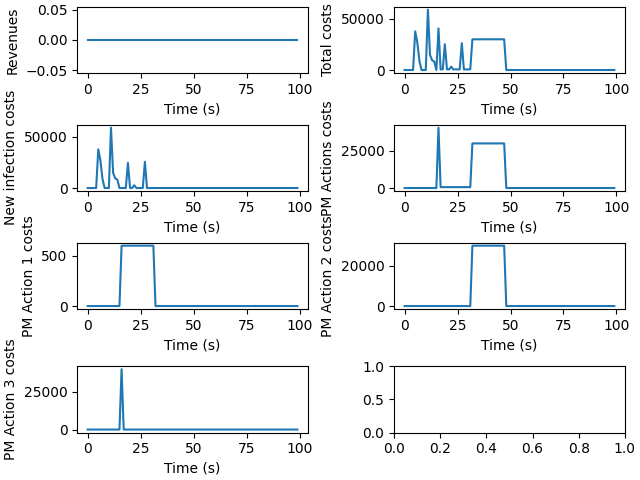 Revenues
0.05
0.00
−0.05
0 25 50 75 100
Time (s)
Total costs
50000
0
0 25 50 75 100
Time (s)
New infection costs
50000
0
0 25 50 75 100
Time (s)
PM Actions costs
25000
0
0 25 50 75 100
Time (s)
PM Action 1 costs
500
0
0 25 50 75 100
Time (s)
PM Action 2 costs
20000
0
0 25 50 75 100
Time (s)
PM Action 3 costs
25000
0
0 25 50 75 100
Time (s)
1.0
0.5
0.0
0.0 0.2 0.4 0.6 0.8 1.0